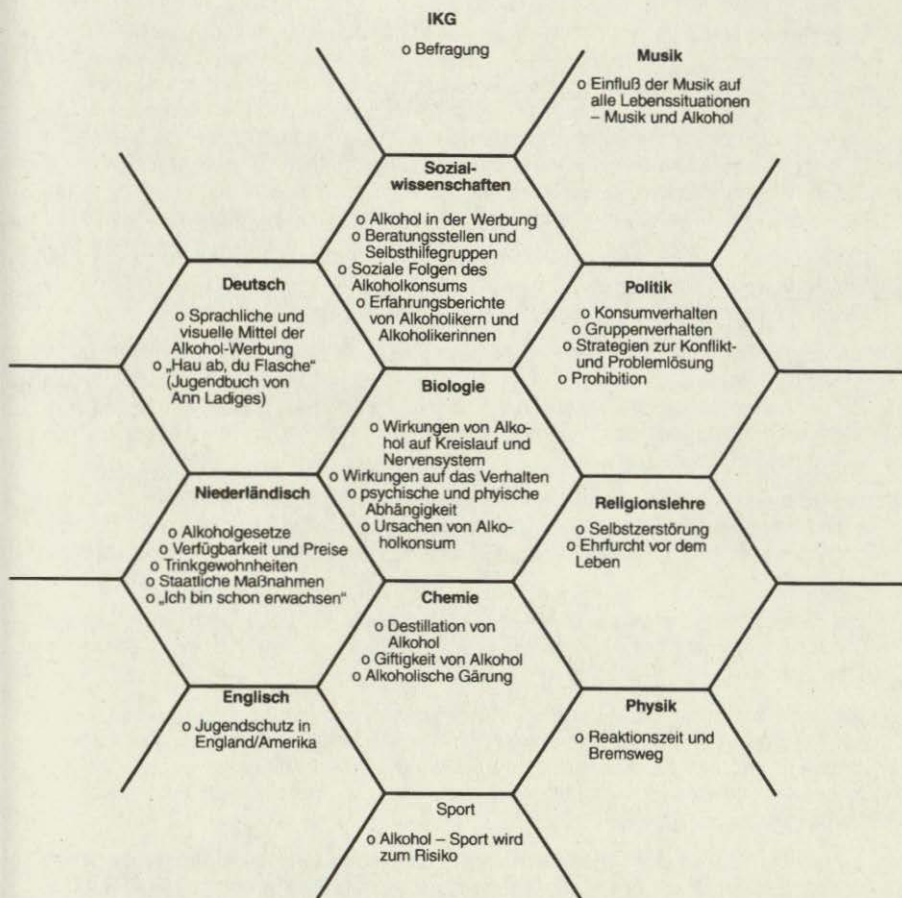 IKG
o Befragung
Musik
o Einfluß der Musik auf
alle Lebenssituationen
– Musik und Alkohol
Sozial-
wissenschaften
o Alkohol in der Werbung
o Beratungsstellen und
Selbsthilfegruppen
o Soziale Folgen des
Alkoholkonsums
o Erfahrungsberichte
von Alkoholikern und
Alkoholikerinnen
Deutsch
o Sprachliche und
visuelle Mittel der
Alkohol-Werbung
o „Hau ab, du Flasche“
(Jugendbuch von
Ann Ladiges)
Politik
o Konsumverhalten
o Gruppenverhalten
o Strategien zur Konflikt-
und Problemlösung
o Prohibition
Biologie
o Wirkungen von Alko-
hol auf Kreislauf und
Nervensystem
o Wirkungen auf das Verhalten
o psychische und phyische
Abhängigkeit
o Ursachen von Alko-
holkonsum
Niederländisch
o Alkoholgesetze
o Verfügbarkeit und Preise
o Trinkgewohnheiten
o Staatliche Maßnahmen
o „Ich bin schon erwachsen“
Religionslehre
o Selbstzerstörung
o Ehrfurcht vor dem
Leben
Chemie
o Destillation von
Alkohol
o Giftigkeit von Alkohol
o Alkoholische Gärung
Englisch
o Jugendschutz in
England/Amerika
Physik
o Reaktionszeit und
Bremsweg
Sport
o Alkohol – Sport wird
zum Risiko